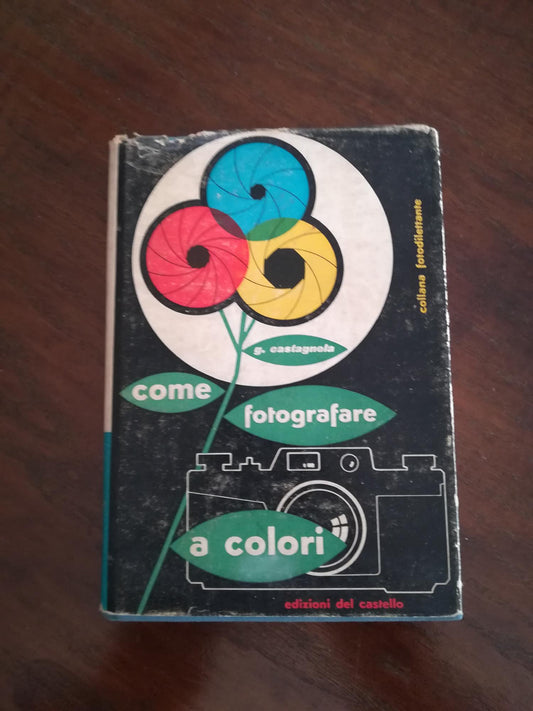 collana fotodilettante
g. castagnola
come
fotografare
a colori
edizioni del castello